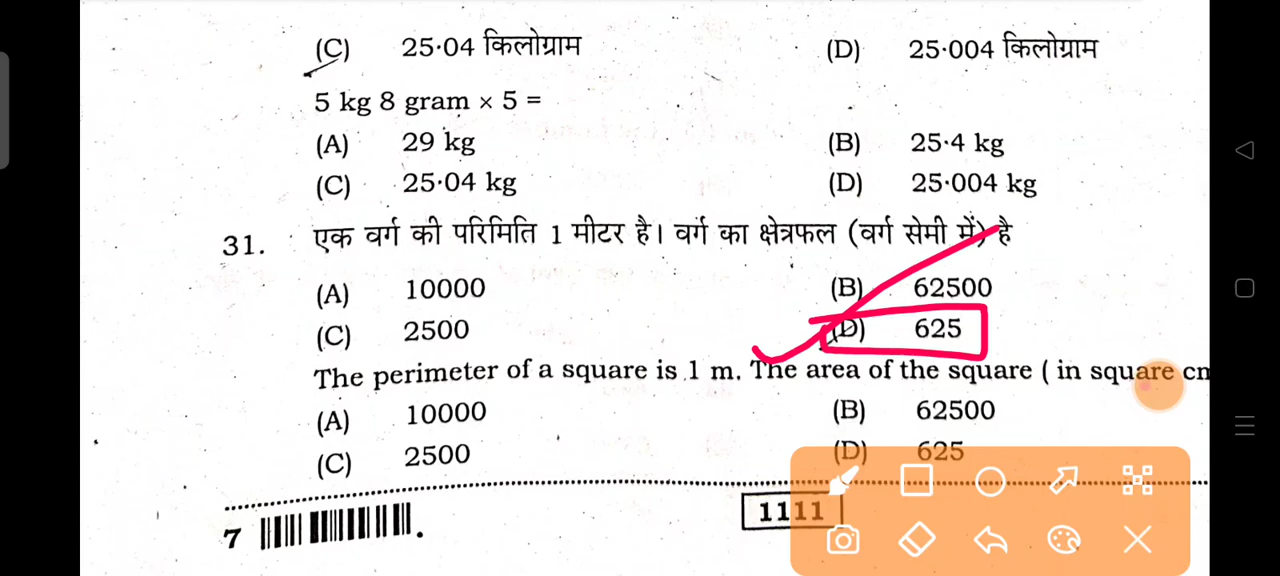 (C) 25·04 किलोग्राम (D) 25·004 किलोग्राम
5 kg 8 gram × 5 =
(A) 29 kg (B) 25·4 kg
(C) 25·04 kg (D) 25·004 kg
31. एक वर्ग की परिमिति 1 मीटर है। वर्ग का क्षेत्रफल (वर्ग सेमी में) है
(A) 10000 (B) 62500
(C) 2500 (D) 625
The perimeter of a square is 1 m. The area of the square ( in square cm
(A) 10000 (B) 62500
(C) 2500 (D) 625
7 1111